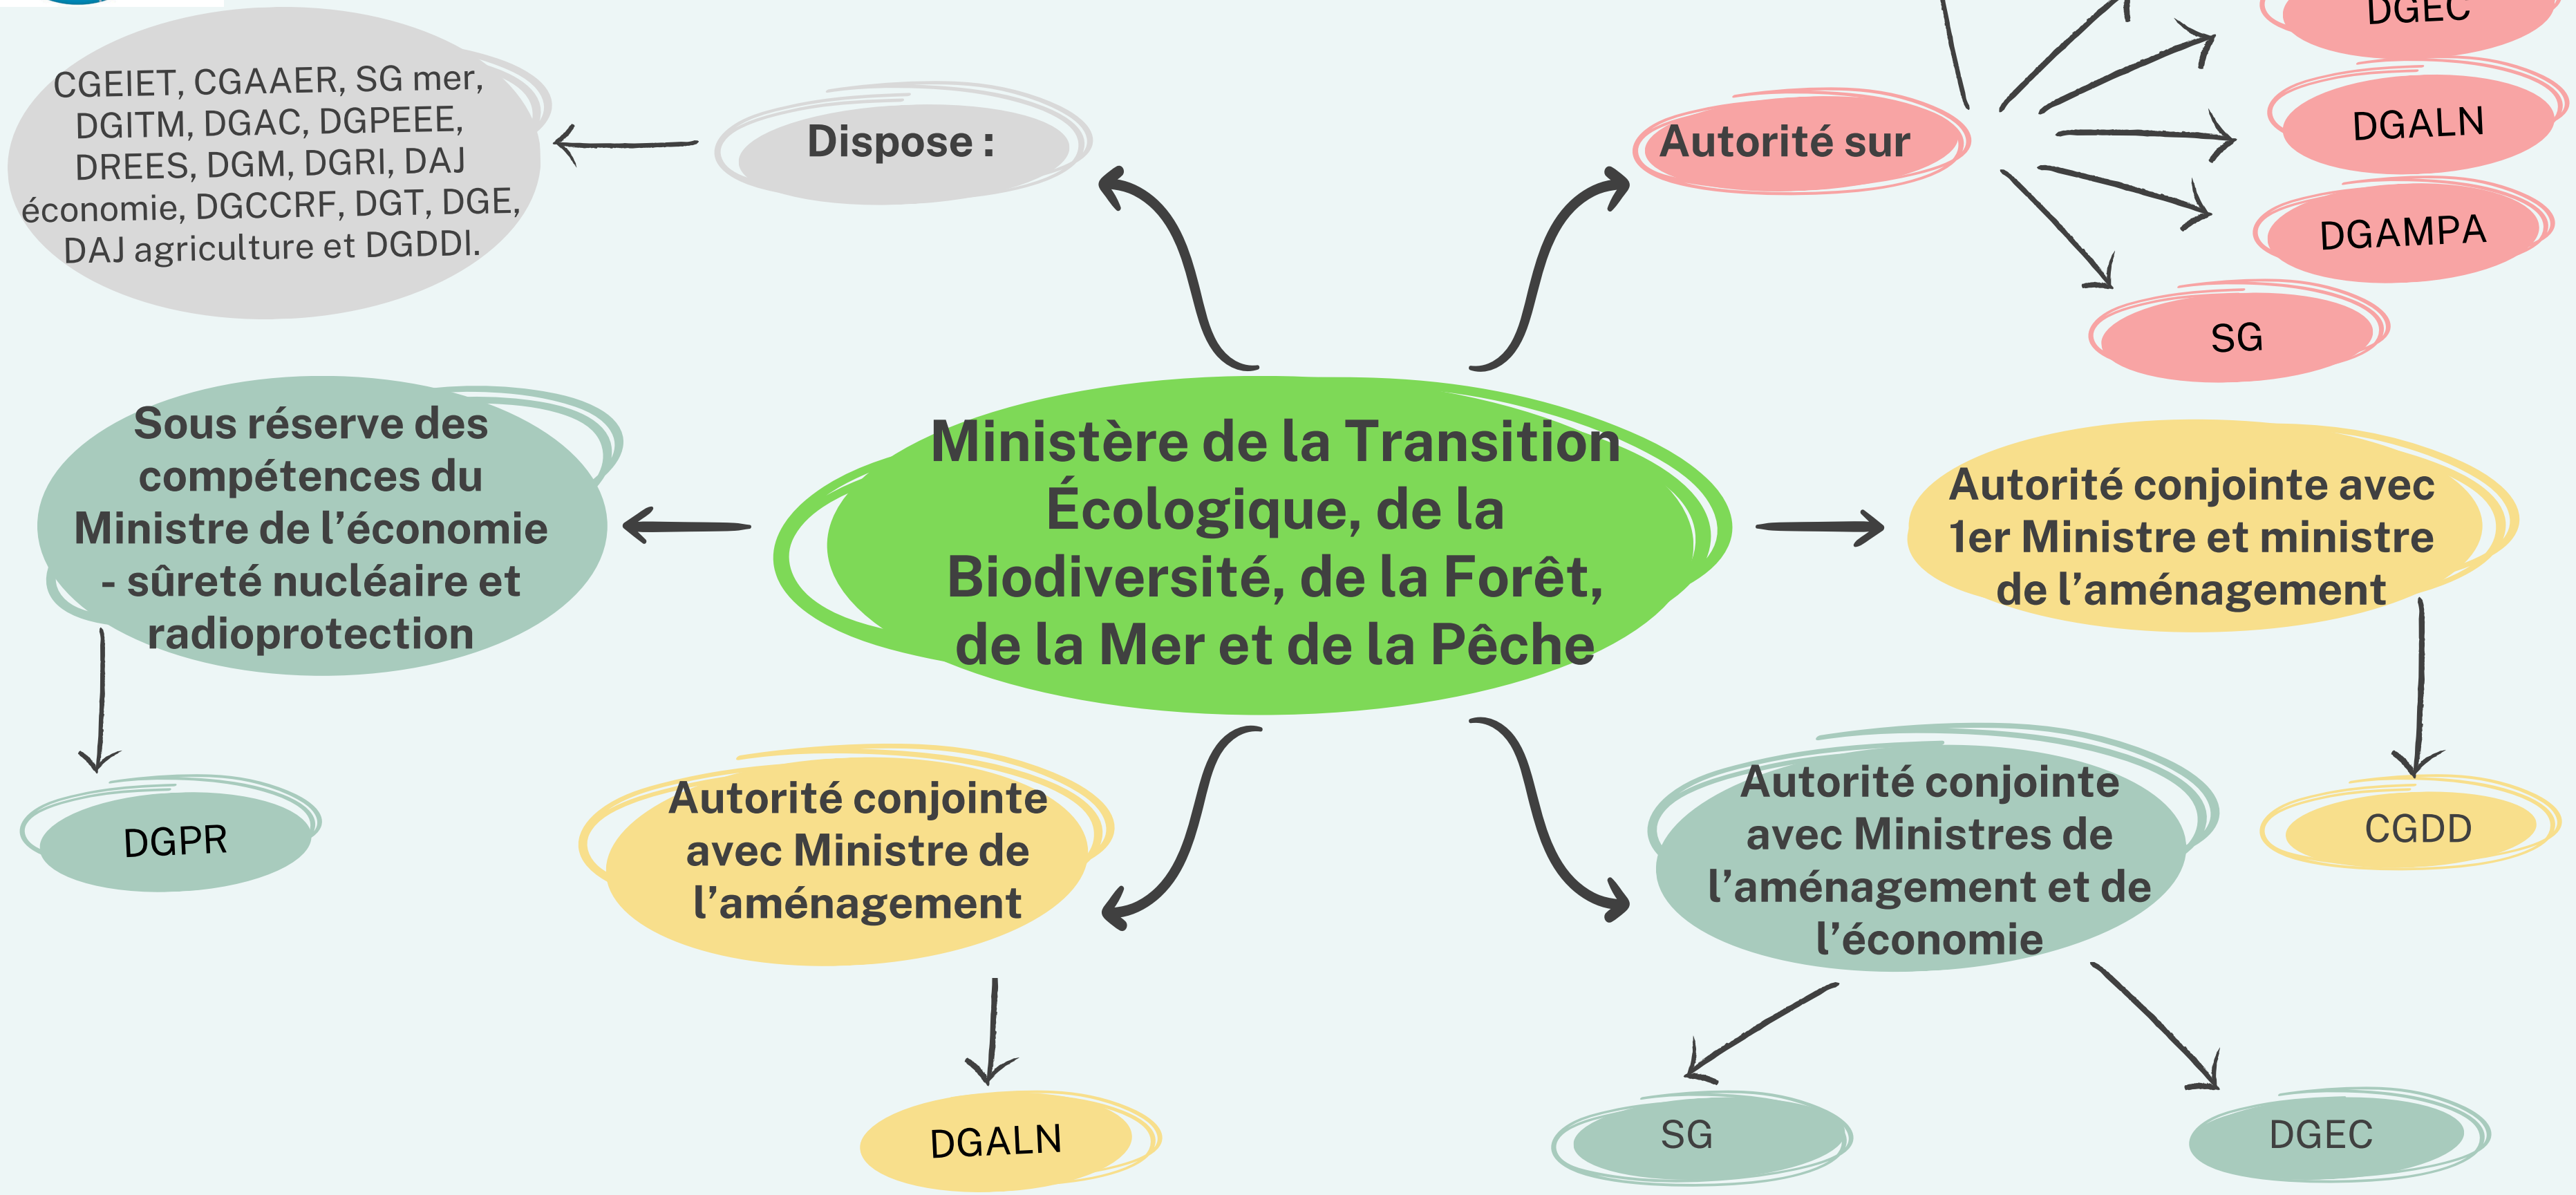 CGEIET, CGAAER, SG mer,
DGITM, DGAC, DGPEEE,
DREES, DGM, DGRI, DAJ
économie, DGCCRF, DGT, DGE,
DAJ agriculture et DGDDI.
Dispose :
Autorité sur
DGEC
DGALN
DGAMPA
SG
Sous réserve des
compétences du
Ministre de l’économie
- sûreté nucléaire et
radioprotection
Ministère de la Transition
Écologique, de la
Biodiversité, de la Forêt,
de la Mer et de la Pêche
Autorité conjointe avec
1er Ministre et ministre
de l’aménagement
DGPR
Autorité conjointe
avec Ministre de
l’aménagement
Autorité conjointe
avec Ministres de
l’aménagement et de
l’économie
CGDD
DGALN
SG
DGEC